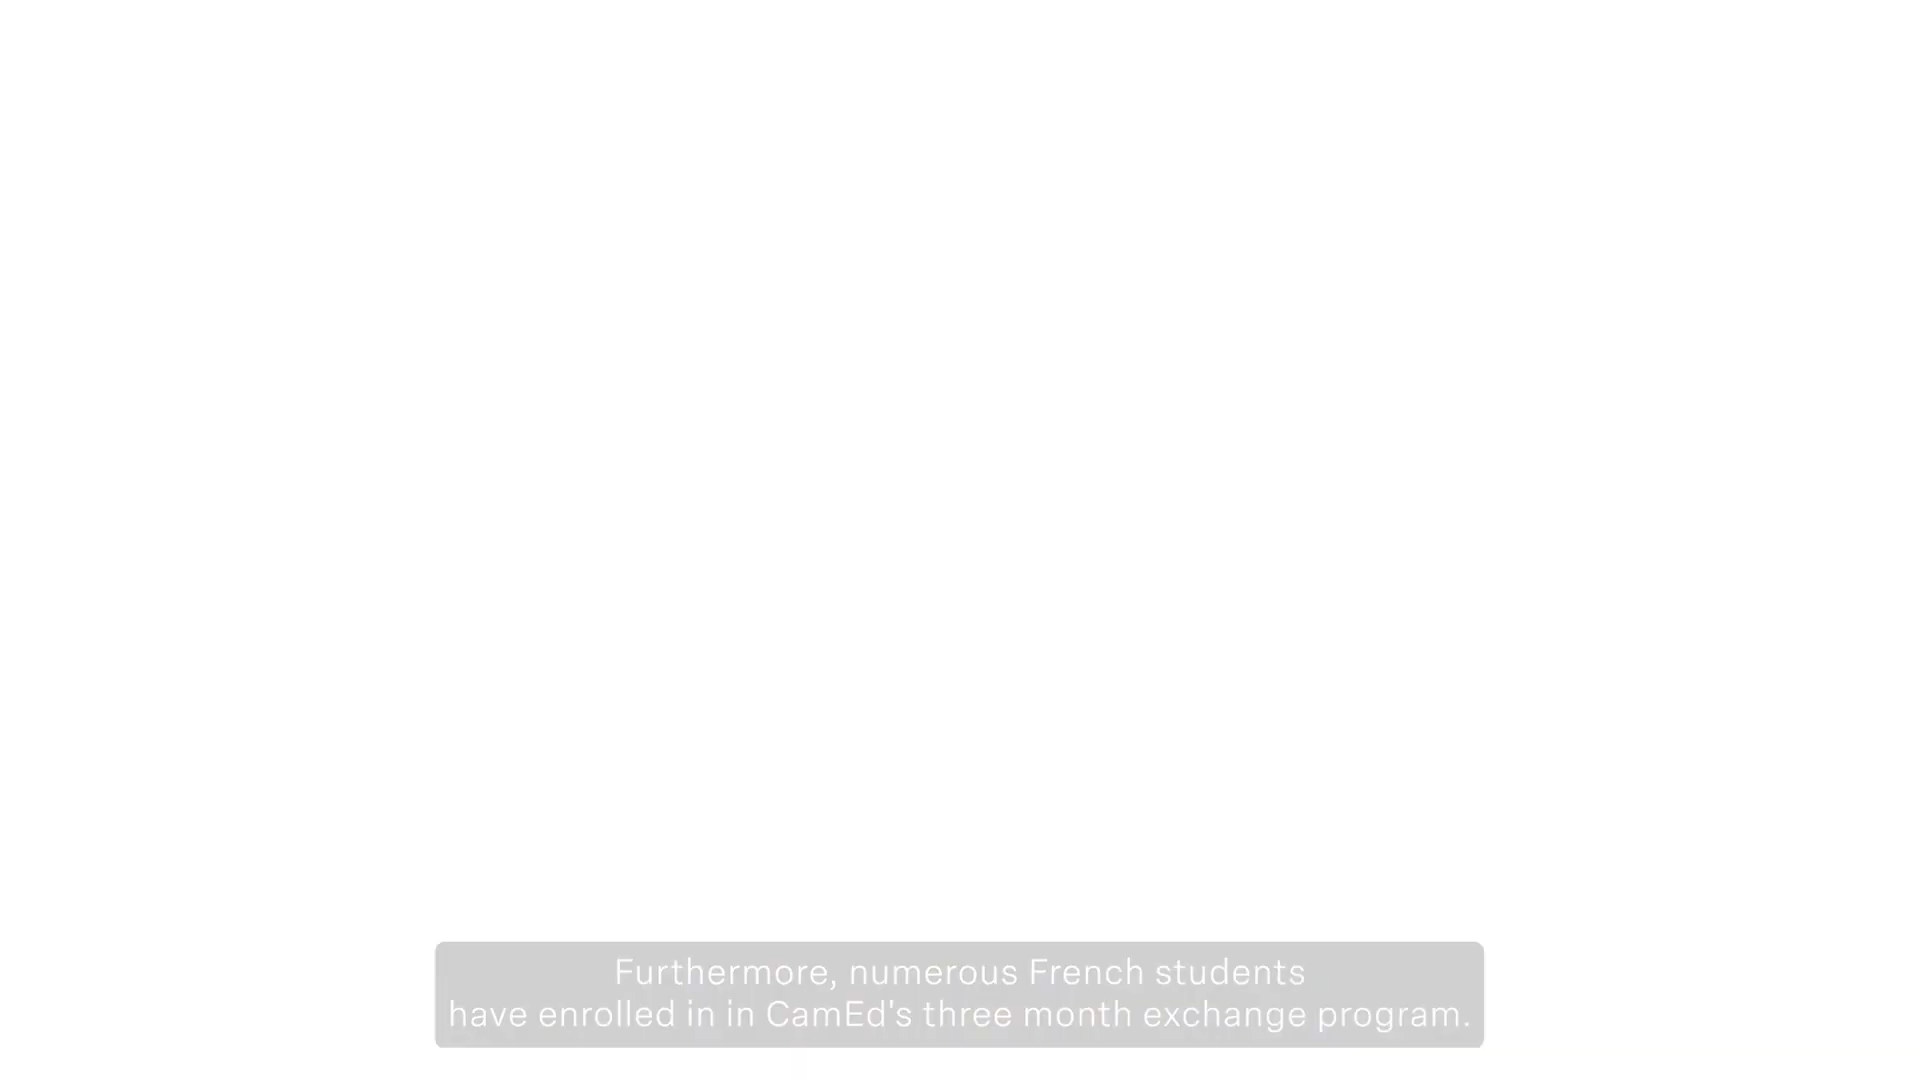 Furthermore, numerous French students
have enrolled in in CamEd's three month exchange program.